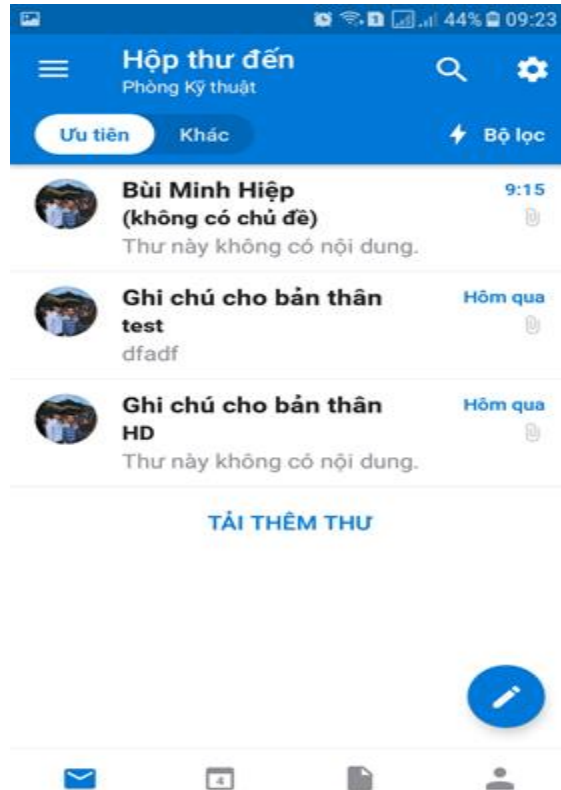 44% 09:23
Hộp thư đến
Phòng Kỹ thuật
Ưu tiên Khác Bộ lọc
Bùi Minh Hiệp 9:15
(không có chủ đề)
Thư này không có nội dung.
Ghi chú cho bản thân Hôm qua
test
dfadf
Ghi chú cho bản thân Hôm qua
HD
Thư này không có nội dung.
TẢI THÊM THƯ
4